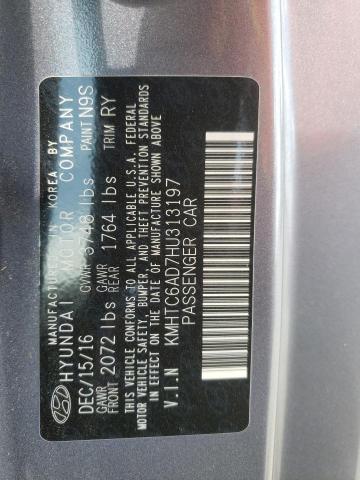 MANUFACTURED IN KOREA BY
HYUNDAI MOTOR COMPANY
DEC/15/16 GVWR 3748 lbs PAINT N9S
GAWR FRONT 2072 lbs GAWR REAR 1764 lbs TRIM RY
THIS VEHICLE CONFORMS TO ALL APPLICABLE U.S.A. FEDERAL
MOTOR VEHICLE SAFETY, BUMPER, AND THEFT PREVENTION STANDARDS
IN EFFECT ON THE DATE OF MANUFACTURE SHOWN ABOVE
V.I.N KMHTC6AD7HU313197
PASSENGER CAR